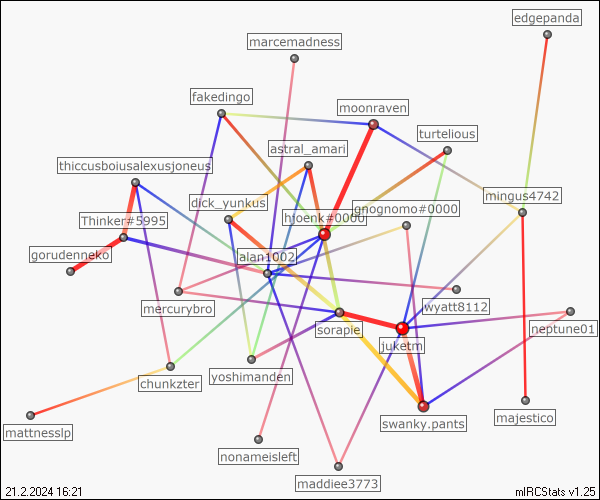 edgepanda
marcemadness
fakedingo
moonraven
turtelious
astral_amari
thiccusboiusalexusjoneus
mingus4742
dick_yunkus
gnognomo#0000
hfoenk#0000
Thinker#5995
gorudenneko
alan1002
mercurybro
wyatt8112
sorapie
neptune01
juketm
yoshimanden
chunkzter
majestico
swanky.pants
mattnesslp
nonameisleft
maddiee3773
21.2.2024 16:21
mIRCStats v1.25